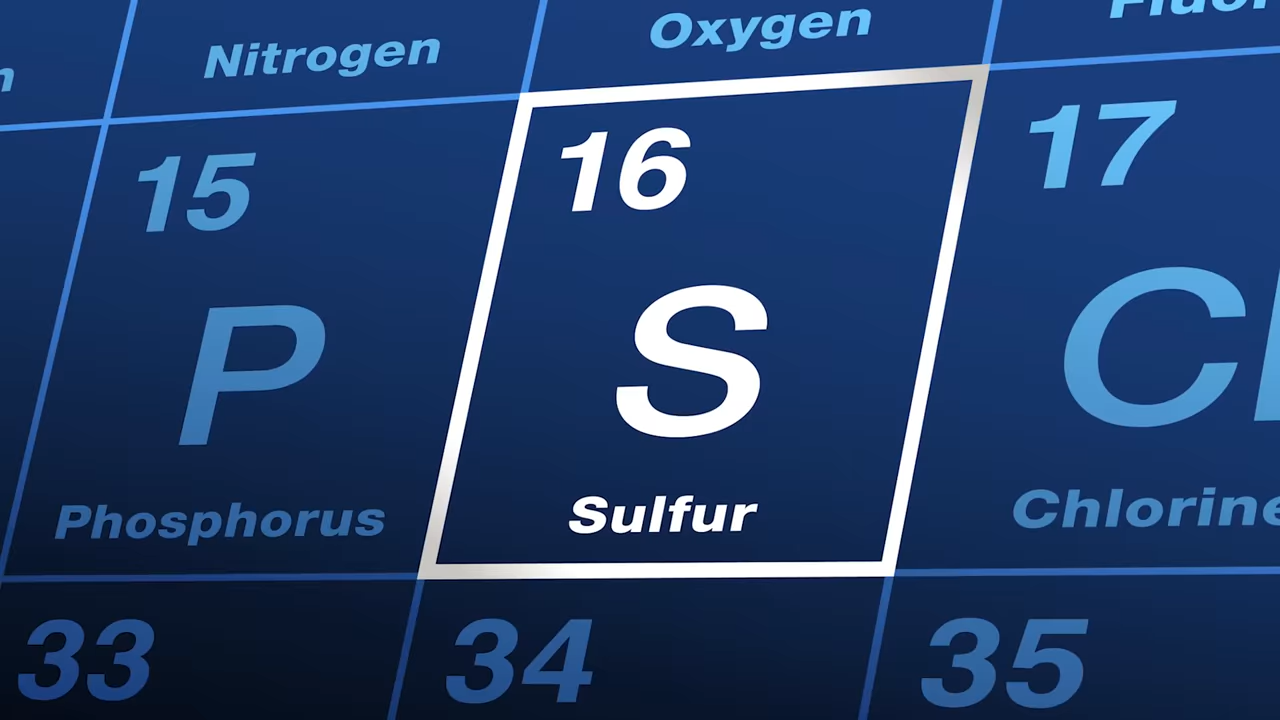 Nitrogen
Oxygen
15
16
17
P
S
Phosphorus
Sulfur
Chlorine
33
34
35